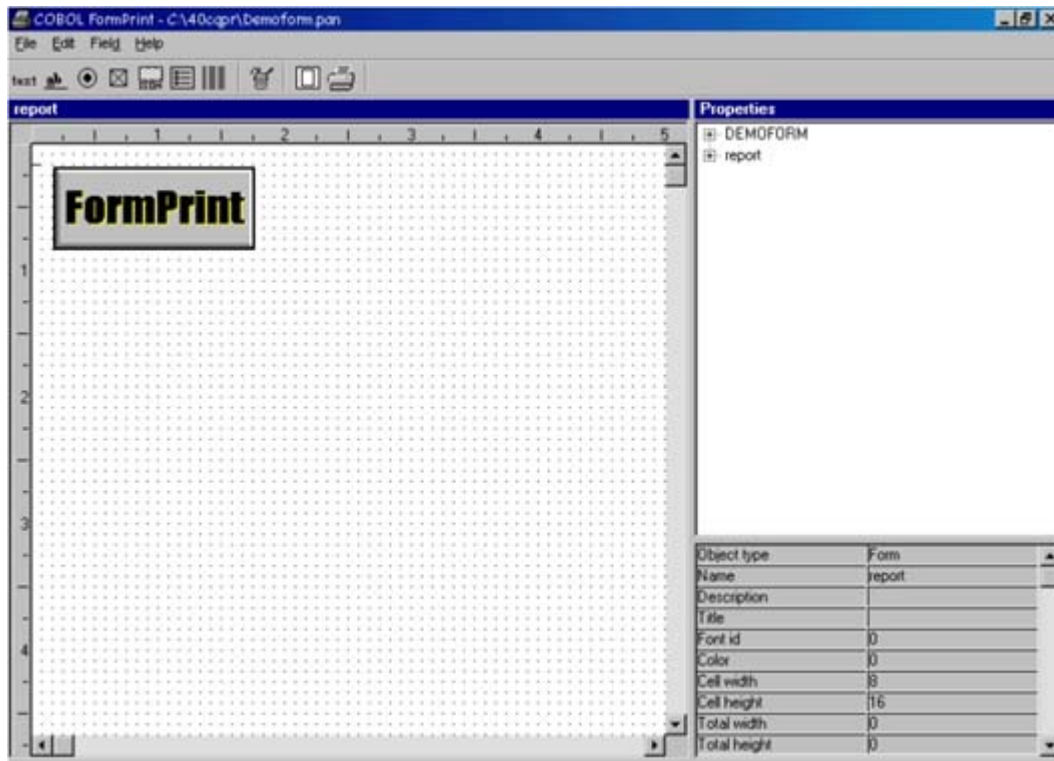 COBOL FormPrint - C:\40cqpr\Demoform.pan
File Edit Field Help
text ab
report
Properties
1 2 3 4 5
DEMOFORM
report
FormPrint
1
2
3
4
Object type Form
Name report
Description
Title
Font id 0
Color 0
Cell width 8
Cell height 16
Total width 0
Total height 0